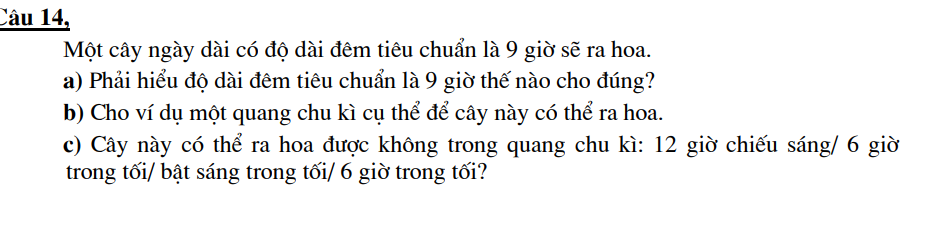 Câu 14,
Một cây ngày dài có độ dài đêm tiêu chuẩn là 9 giờ sẽ ra hoa.
a) Phải hiểu độ dài đêm tiêu chuẩn là 9 giờ thế nào cho đúng?
b) Cho ví dụ một quang chu kì cụ thể để cây này có thể ra hoa.
c) Cây này có thể ra hoa được không trong quang chu kì: 12 giờ chiếu sáng/ 6 giờ
trong tối/ bật sáng trong tối/ 6 giờ trong tối?